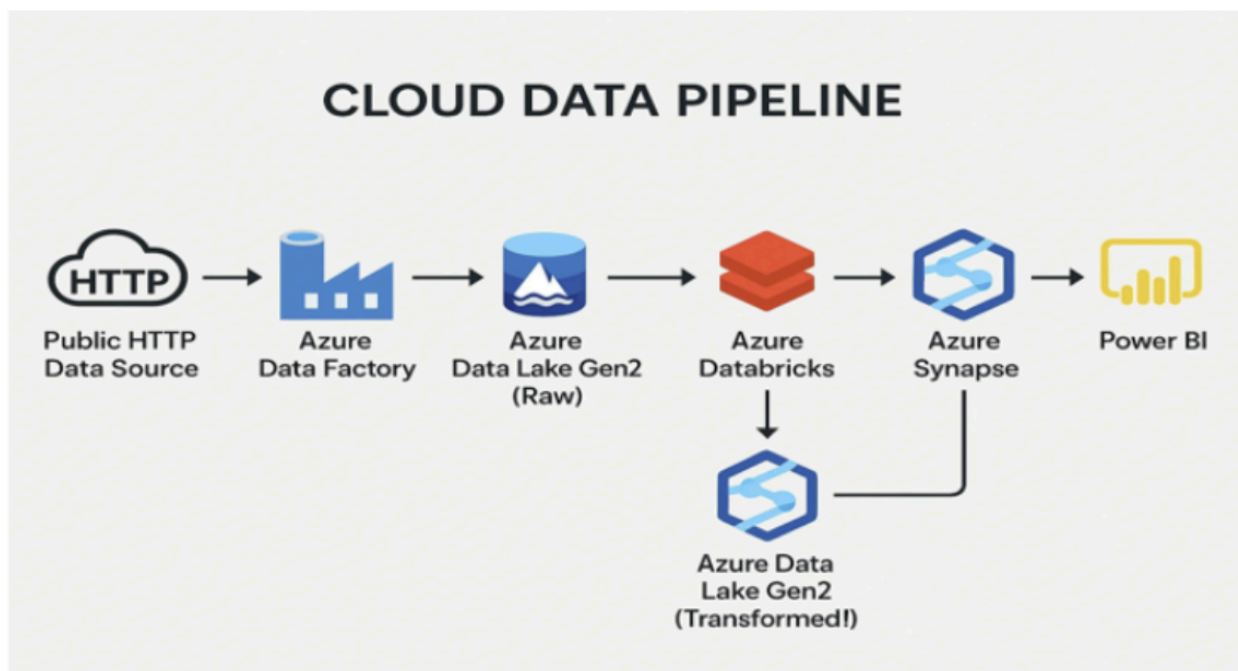 CLOUD DATA PIPELINE
HTTP
Public HTTP
Data Source
Azure
Data Factory
Azure
Data Lake Gen2
(Raw)
Azure
Databricks
Azure
Synapse
Power BI
Azure Data
Lake Gen2
(Transformed!)